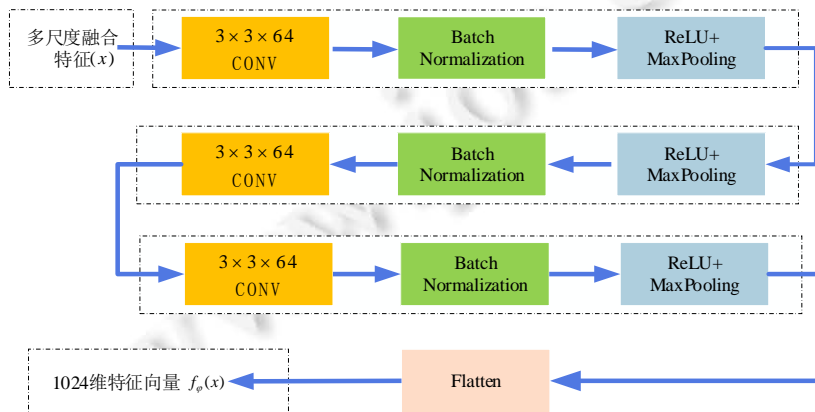 多尺度融合
特征(x)
3×3×64
CONV
Batch
Normalization
ReLU+
MaxPooling
3×3×64
CONV
Batch
Normalization
ReLU+
MaxPooling
3×3×64
CONV
Batch
Normalization
ReLU+
MaxPooling
1024维特征向量 fφ(x)
Flatten